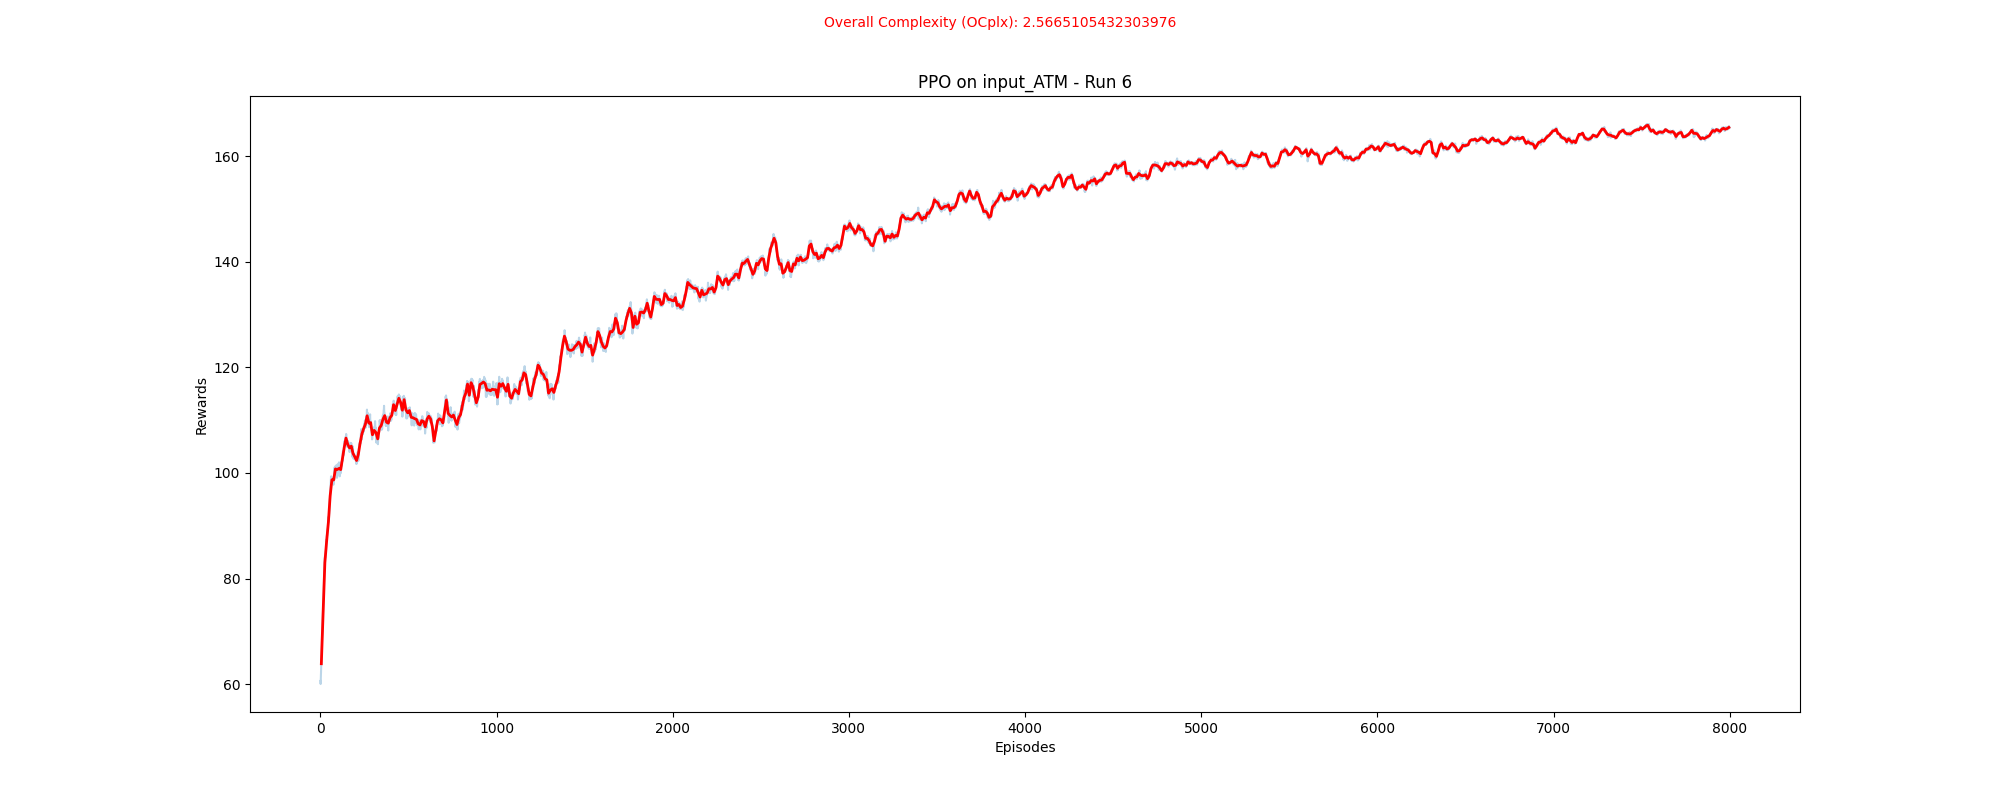 Overall Complexity (OCplx): 2.5665105432303976
PPO on input_ATM - Run 6
Rewards
160
140
120
100
80
60
0 1000 2000 3000 4000 5000 6000 7000 8000
Episodes